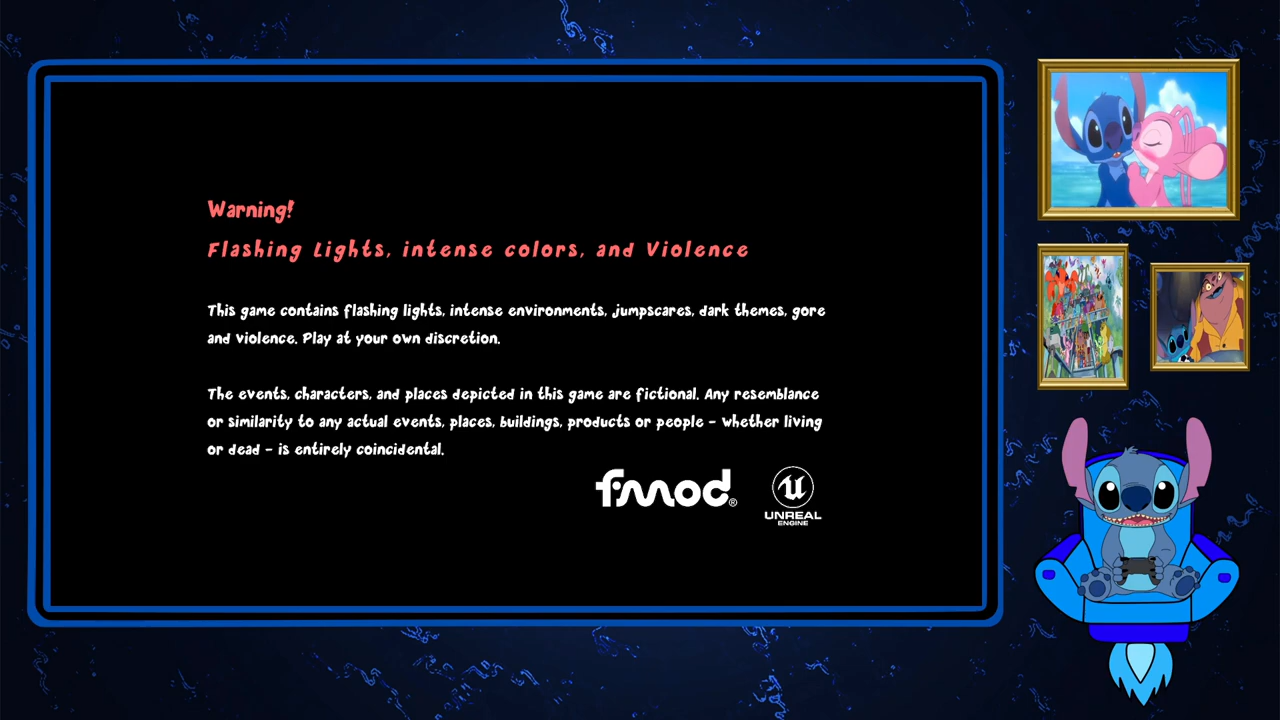 Warning!
Flashing Lights, intense colors, and Violence
This game contains flashing lights, intense environments, jumpscares, dark themes, gore
and violence. Play at your own discretion.
The events, characters, and places depicted in this game are fictional. Any resemblance
or similarity to any actual events, places, buildings, products or people - whether living
or dead - is entirely coincidental.
fmod®
UNREAL
ENGINE